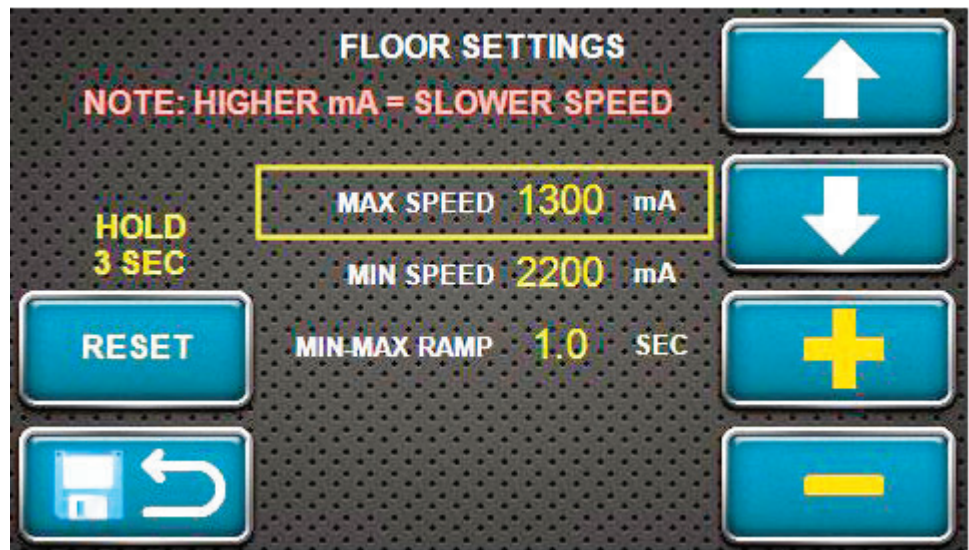 FLOOR SETTINGS
NOTE: HIGHER mA = SLOWER SPEED
MAX SPEED 1300 mA
HOLD
3 SEC
MIN SPEED 2200 mA
RESET
MIN-MAX RAMP 1.0 SEC